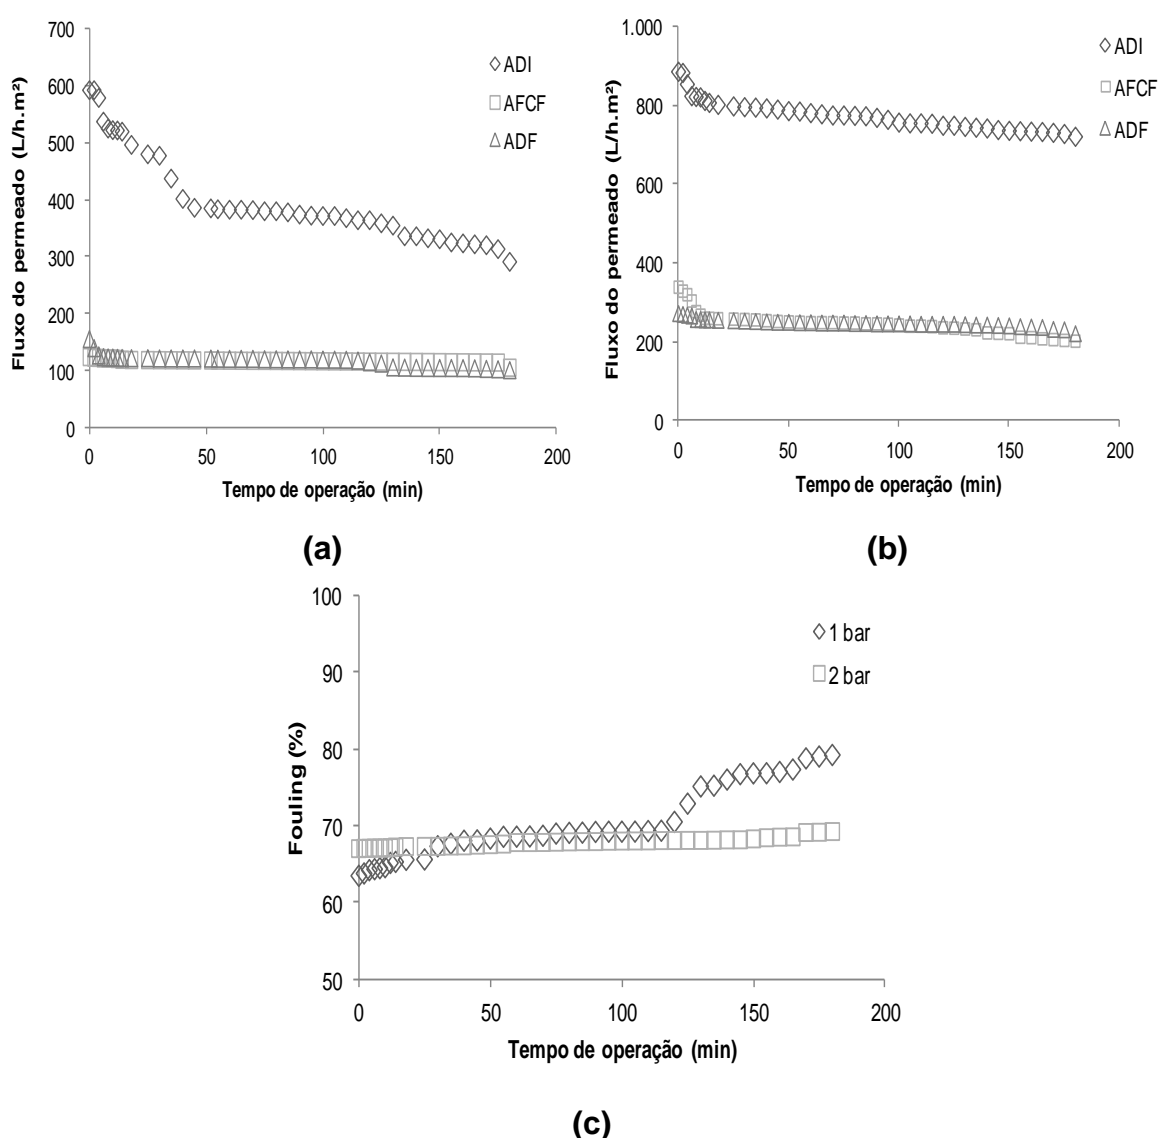 700
600
500
400
300
200
100
0
Fluxo do permeado (L/h.m²)
ADI
AFCF
ADF
0 50 100 150 200
Tempo de operação (min)
(a)
1.000
800
600
400
200
0
Fluxo do permeado (L/h.m²)
ADI
AFCF
ADF
0 50 100 150 200
Tempo de operação (min)
(b)
100
90
80
70
60
50
Fouling (%)
1 bar
2 bar
0 50 100 150 200
Tempo de operação (min)
(c)